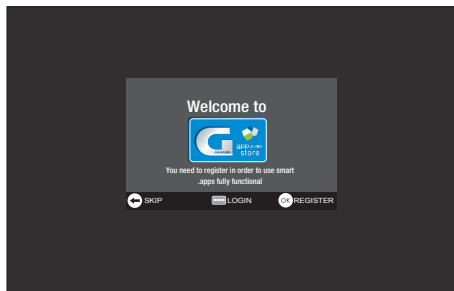 Welcome to
G
app
store
You need to register in order to use smart
.apps fully functional
SKIP
LOGIN
OK REGISTER